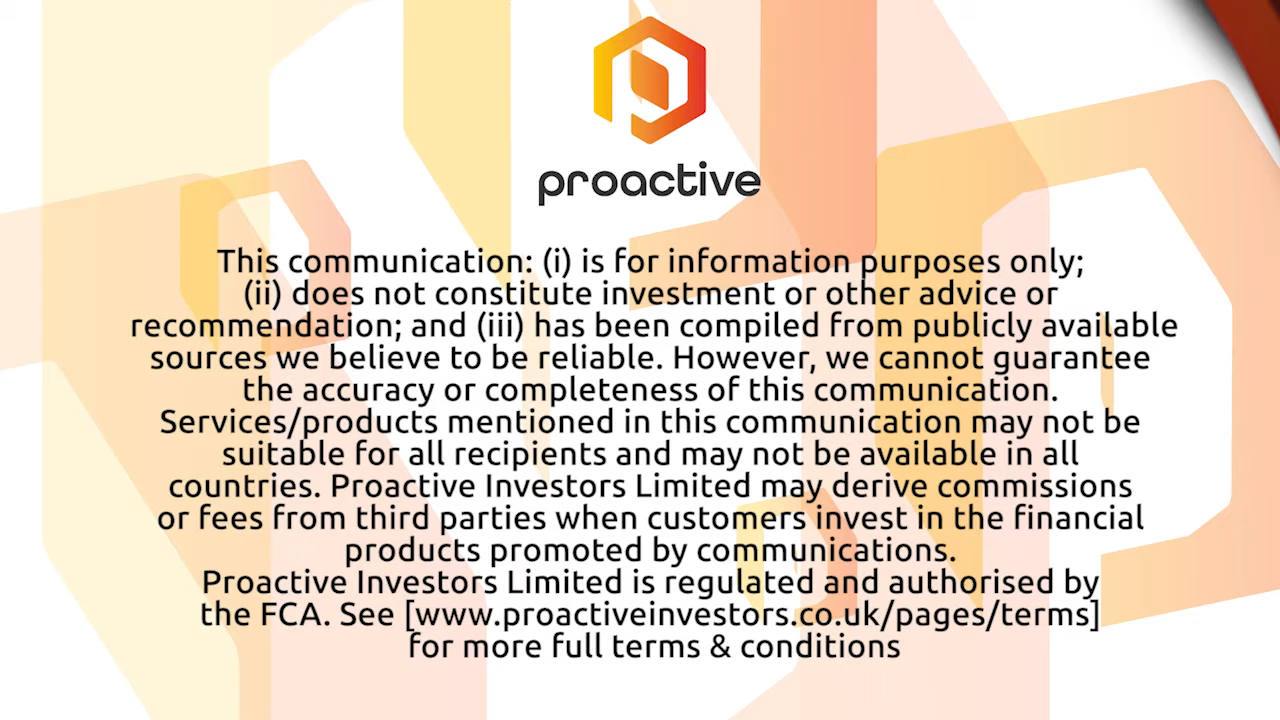 proactive
This communication: (i) is for information purposes only;
(ii) does not constitute investment or other advice or
recommendation; and (iii) has been compiled from publicly available
sources we believe to be reliable. However, we cannot guarantee
the accuracy or completeness of this communication.
Services/products mentioned in this communication may not be
suitable for all recipients and may not be available in all
countries. Proactive Investors Limited may derive commissions
or fees from third parties when customers invest in the financial
products promoted by communications.
Proactive Investors Limited is regulated and authorised by
the FCA. See [www.proactiveinvestors.co.uk/pages/terms]
for more full terms & conditions